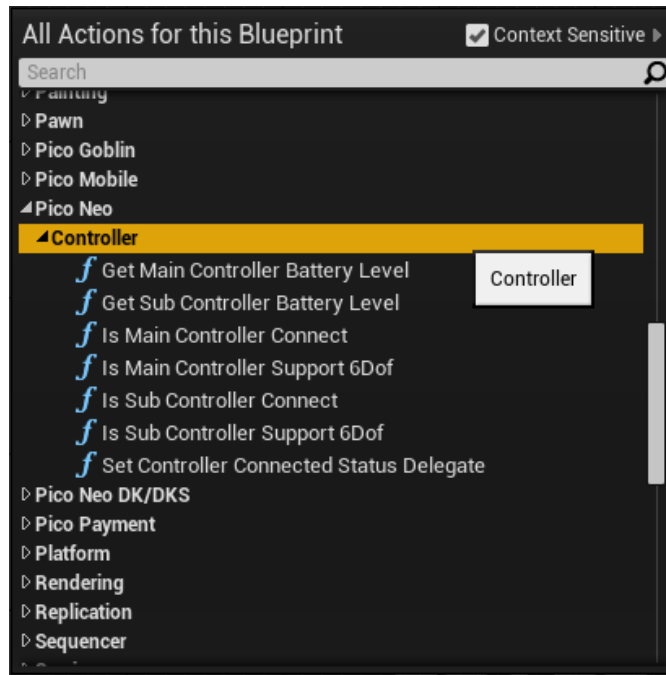 All Actions for this Blueprint Context Sensitive
Search
Painting
Pawn
Pico Goblin
Pico Mobile
Pico Neo
Controller
Get Main Controller Battery Level
Controller
Get Sub Controller Battery Level
Is Main Controller Connect
Is Main Controller Support 6Dof
Is Sub Controller Connect
Is Sub Controller Support 6Dof
Set Controller Connected Status Delegate
Pico Neo DK/DKS
Pico Payment
Platform
Rendering
Replication
Sequencer